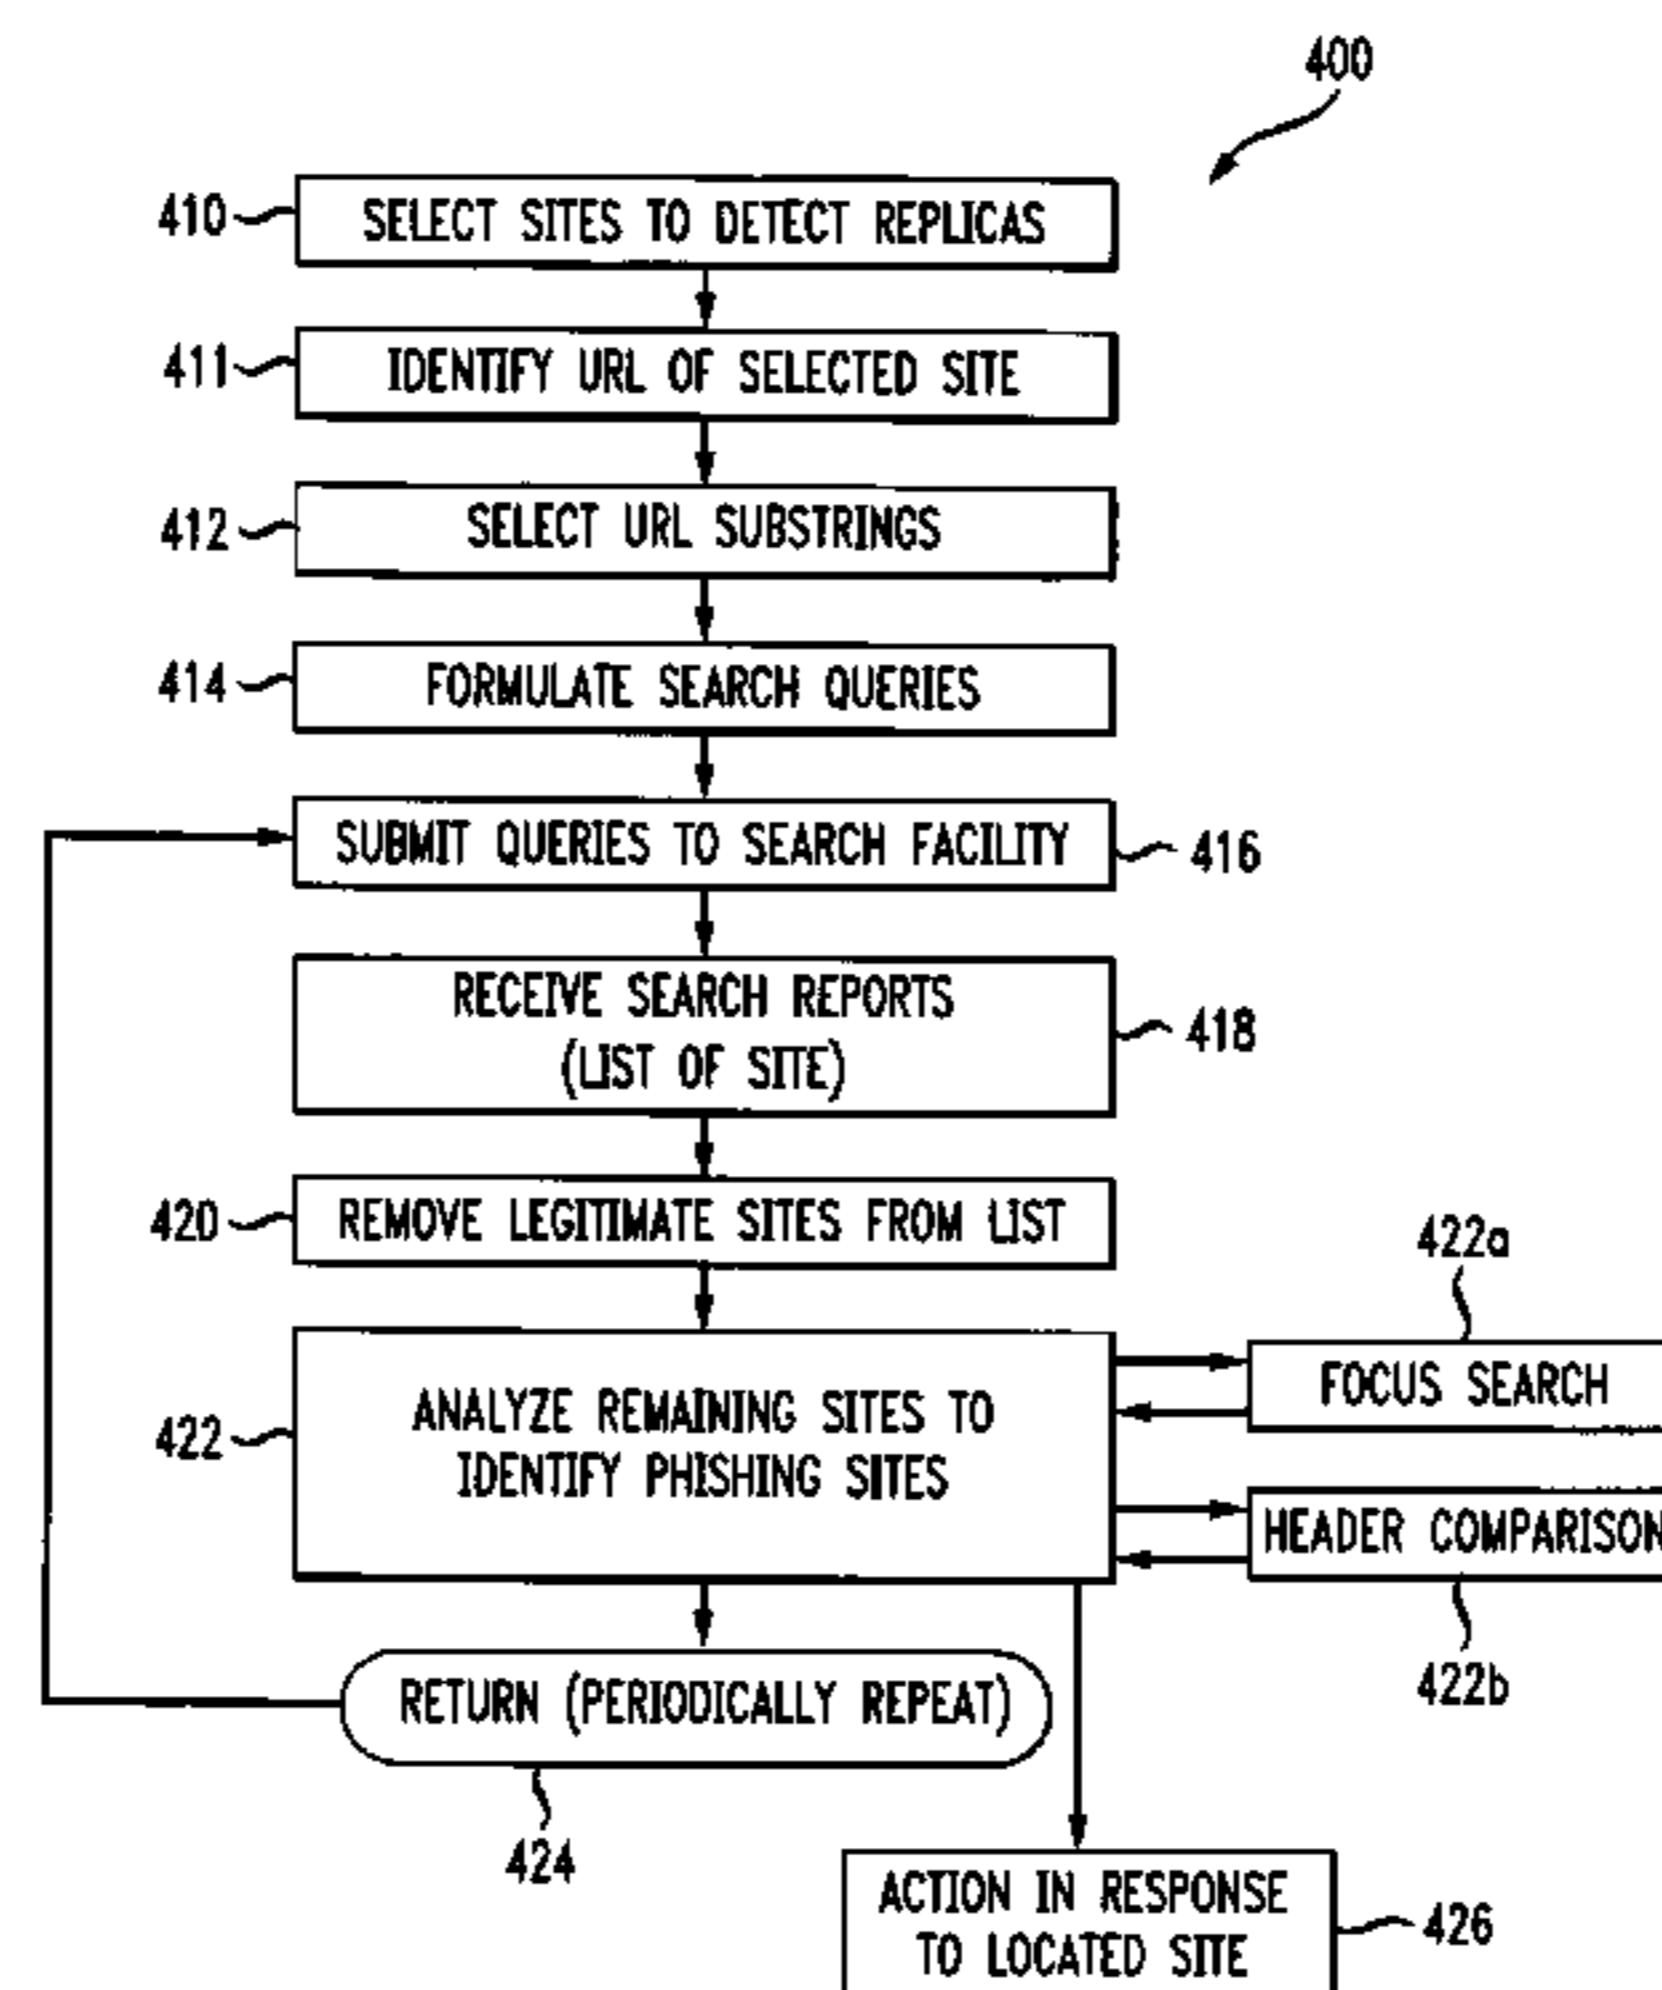 400
410
SELECT SITES TO DETECT REPLICAS
411
IDENTIFY URL OF SELECTED SITE
412
SELECT URL SUBSTRINGS
414
FORMULATE SEARCH QUERIES
SUBMIT QUERIES TO SEARCH FACILITY
416
RECEIVE SEARCH REPORTS
(LIST OF SITE)
418
420
REMOVE LEGITIMATE SITES FROM LIST
422a
FOCUS SEARCH
422
ANALYZE REMAINING SITES TO
IDENTIFY PHISHING SITES
HEADER COMPARISON
422b
RETURN (PERIODICALLY REPEAT)
424
ACTION IN RESPONSE
TO LOCATED SITE
426